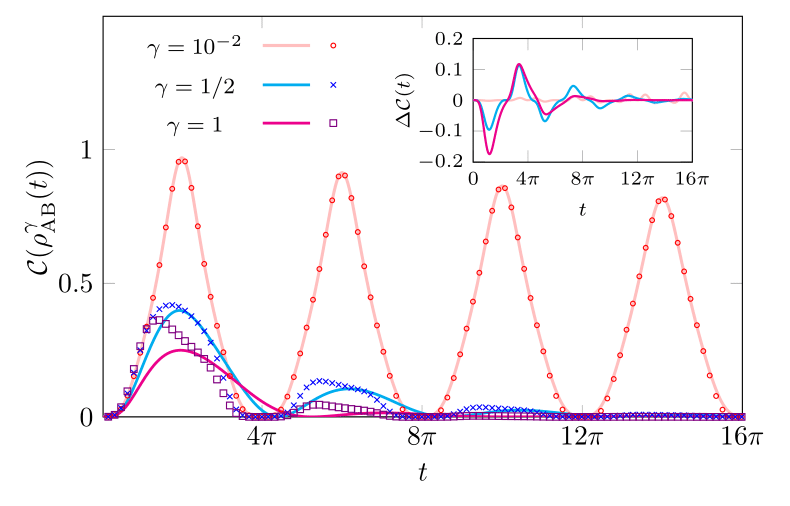 γ = 10⁻²
γ = 1/2
γ = 1
𝒞(ρ^γ_AB(t))
1
0.5
0
4π
8π
12π
16π
t
Δ𝒞(t)
0.2
0.1
0
−0.1
−0.2
0
4π
8π
12π
16π
t